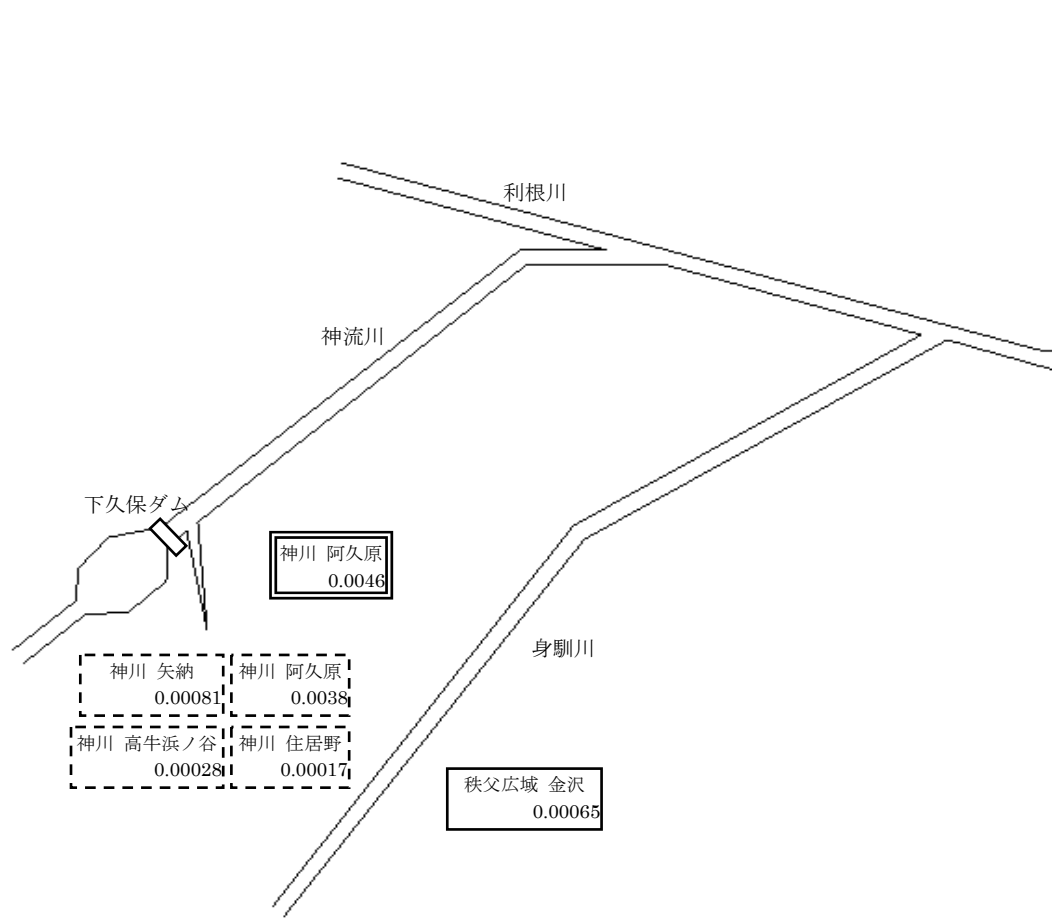 利根川
神流川
下久保ダム
神川 阿久原
0.0046
身馴川
神川 矢納
0.00081
神川 阿久原
0.0038
神川 高牛浜ノ谷
0.00028
神川 住居野
0.00017
秩父広域 金沢
0.00065